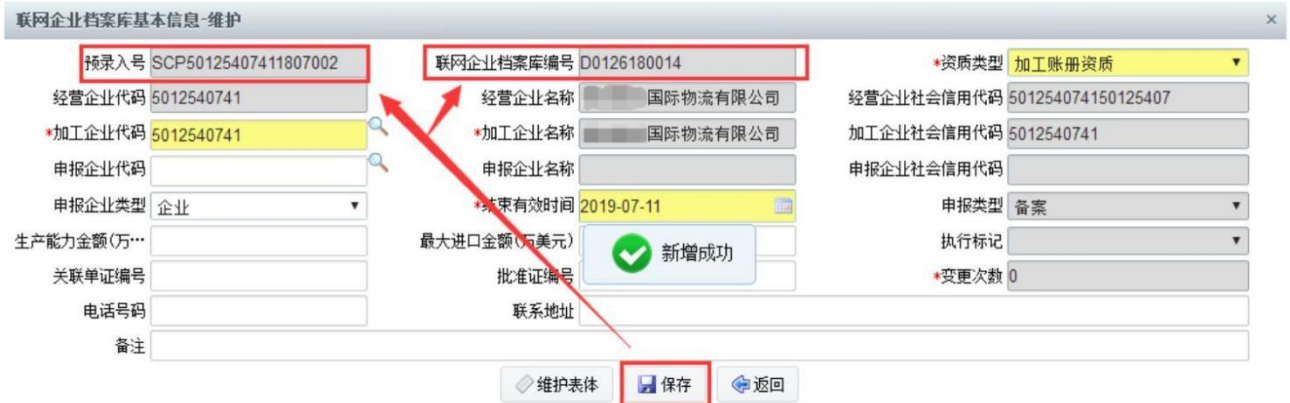 联网企业档案库基本信息-维护 ×
预录入号 SCP50125407411807002 联网企业档案库编号 D0126180014 *资质类型 加工账册资质
经营企业代码 5012540741 经营企业名称 国际物流有限公司 经营企业社会信用代码 501254074150125407
*加工企业代码 5012540741 *加工企业名称 国际物流有限公司 加工企业社会信用代码 5012540741
申报企业代码 申报企业名称 申报企业社会信用代码
申报企业类型 企业 *结束有效时间 2019-07-11 申报类型 备案
生产能力金额(万… 最大进口金额(万美元) 执行标记
新增成功
关联单证编号 批准证编号 *变更次数 0
电话号码 联系地址
备注
维护表体 保存 返回